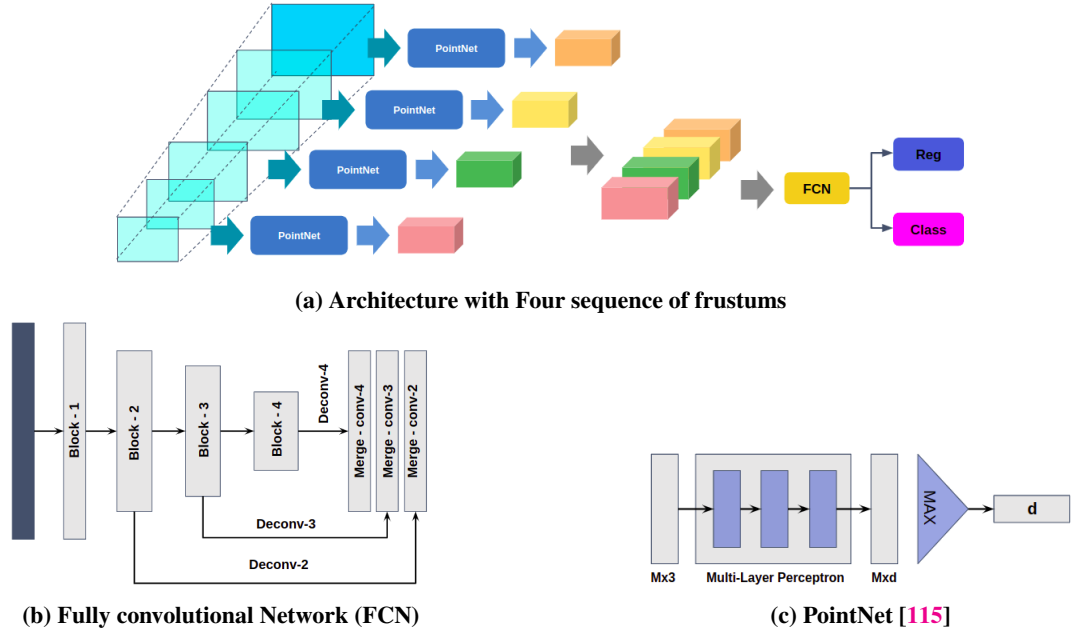 PointNet
PointNet
PointNet
PointNet
FCN
Reg
Class
(a) Architecture with Four sequence of frustums
Block - 1
Block - 2
Block - 3
Block - 4
Deconv-4
Merge - conv-4
Merge - conv-3
Merge - conv-2
Deconv-3
Deconv-2
(b) Fully convolutional Network (FCN)
Mx3
Multi-Layer Perceptron
Mxd
MAX
d
(c) PointNet [115]